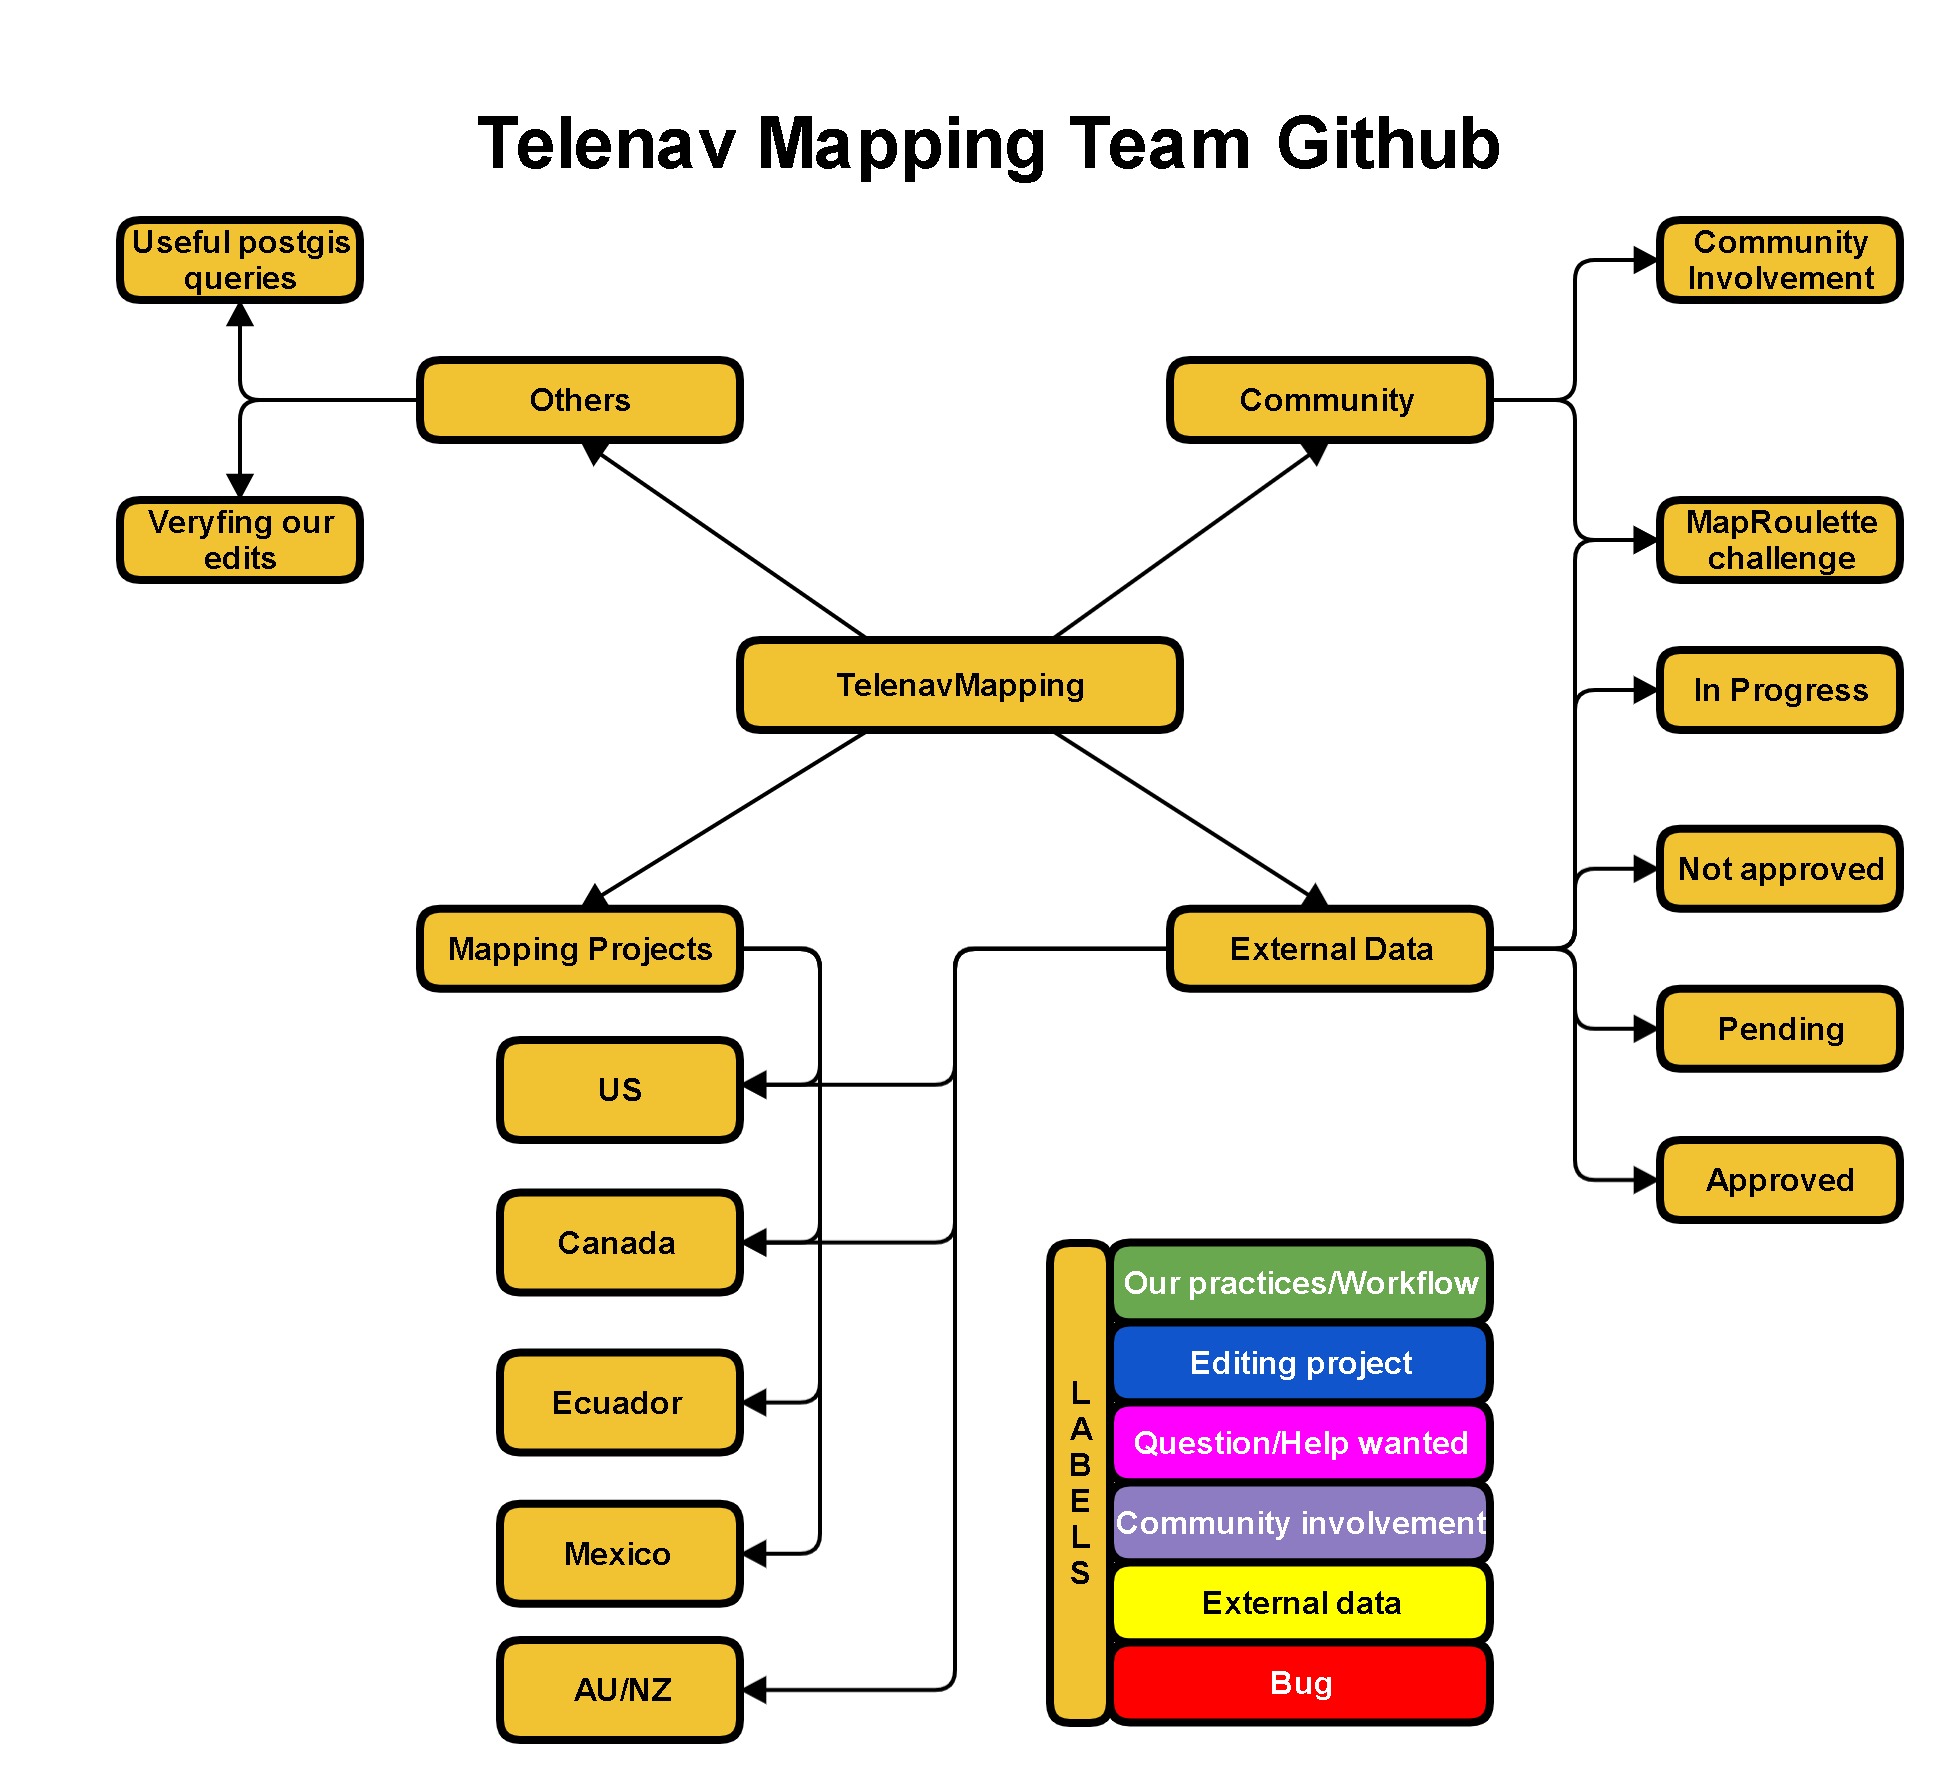 Telenav Mapping Team Github
Useful postgis
queries
Community
Involvement
Others
Community
Veryfing our
edits
MapRoulette
challenge
TelenavMapping
In Progress
Not approved
Mapping Projects
External Data
Pending
US
Approved
Canada
Ecuador
Mexico
AU/NZ
L
A
B
E
L
S
Our practices/Workflow
Editing project
Question/Help wanted
Community involvement
External data
Bug